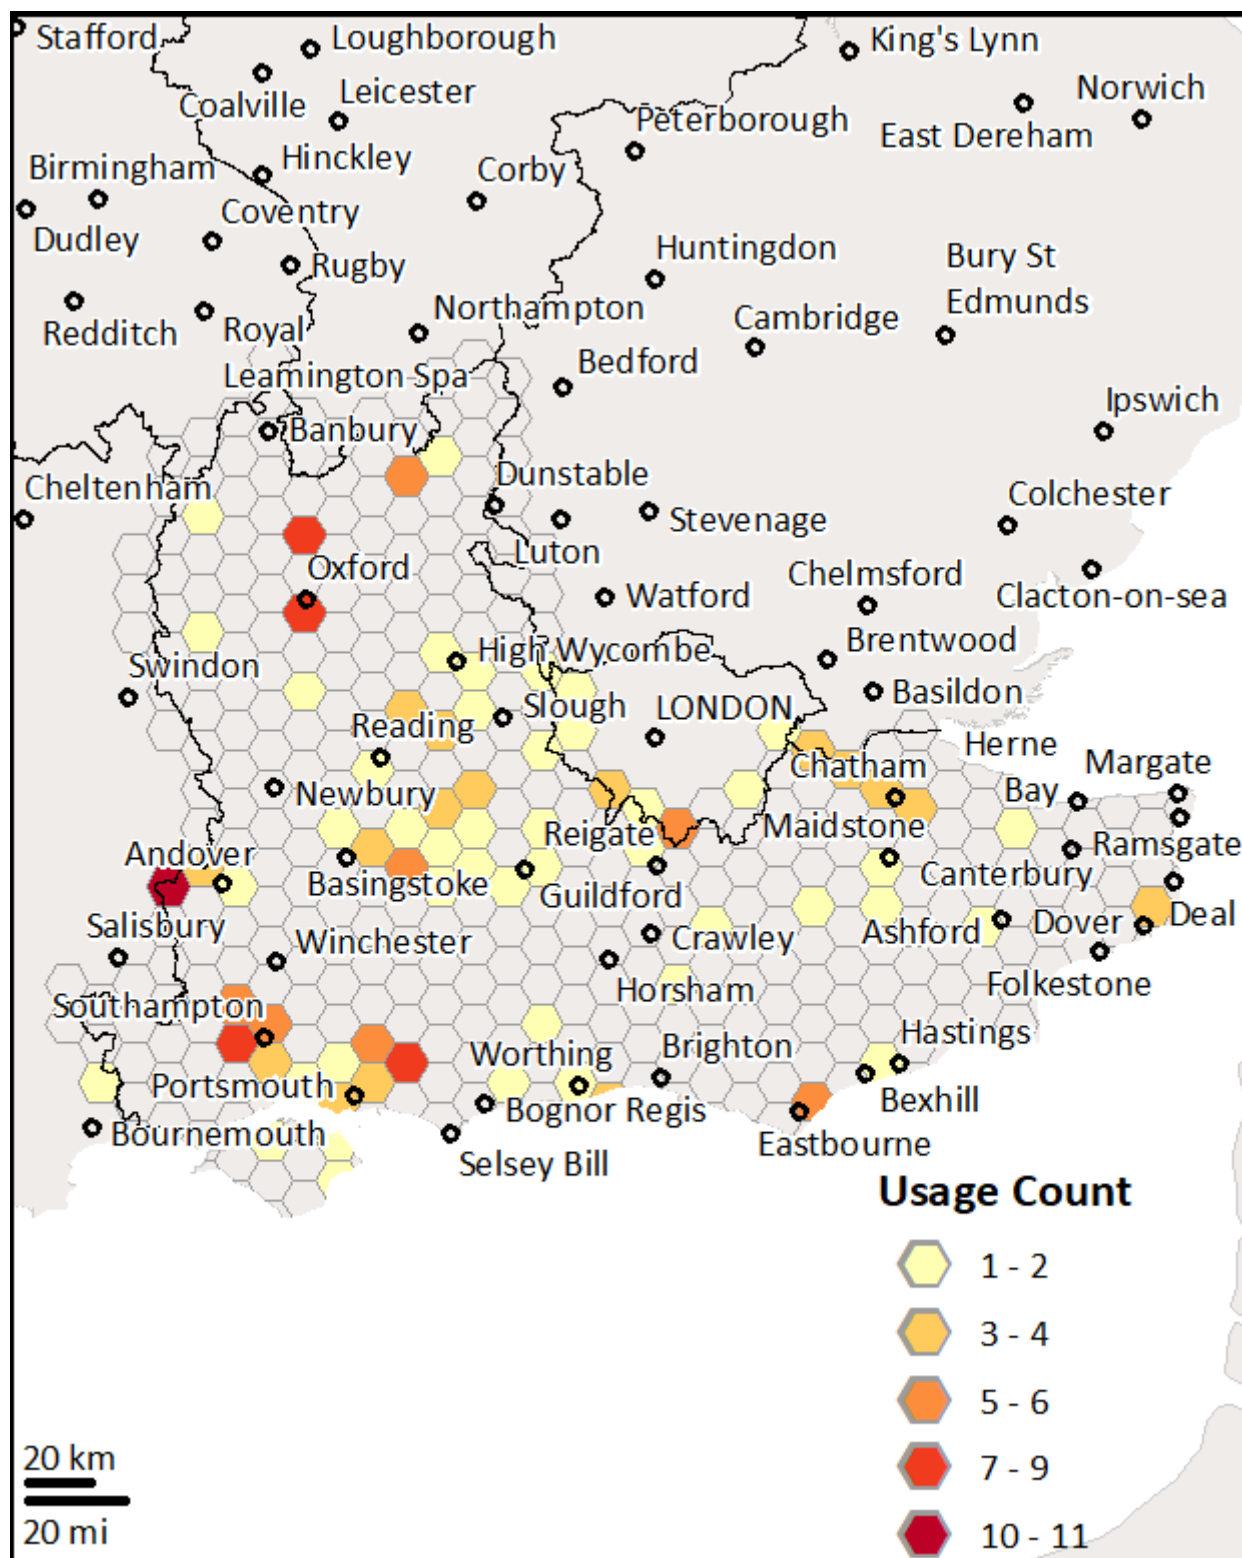 Stafford
Loughborough
King's Lynn
Coalville
Leicester
Norwich
Peterborough
East Dereham
Birmingham
Hinckley
Corby
Dudley
Coventry
Rugby
Huntingdon
Bury St
Edmunds
Redditch
Royal
Leamington Spa
Northampton
Cambridge
Bedford
Ipswich
Banbury
Cheltenham
Dunstable
Colchester
Stevenage
Luton
Oxford
Chelmsford
Watford
Clacton-on-sea
Swindon
High Wycombe
Brentwood
Basildon
Slough
LONDON
Reading
Herne
Bay
Chatham
Margate
Newbury
Reigate
Maidstone
Ramsgate
Andover
Basingstoke
Guildford
Canterbury
Salisbury
Winchester
Crawley
Ashford
Dover
Deal
Horsham
Folkestone
Southampton
Hastings
Worthing
Brighton
Portsmouth
Bognor Regis
Bexhill
Bournemouth
Selsey Bill
Eastbourne
Usage Count
1 - 2
3 - 4
5 - 6
7 - 9
10 - 11
20 km
20 mi